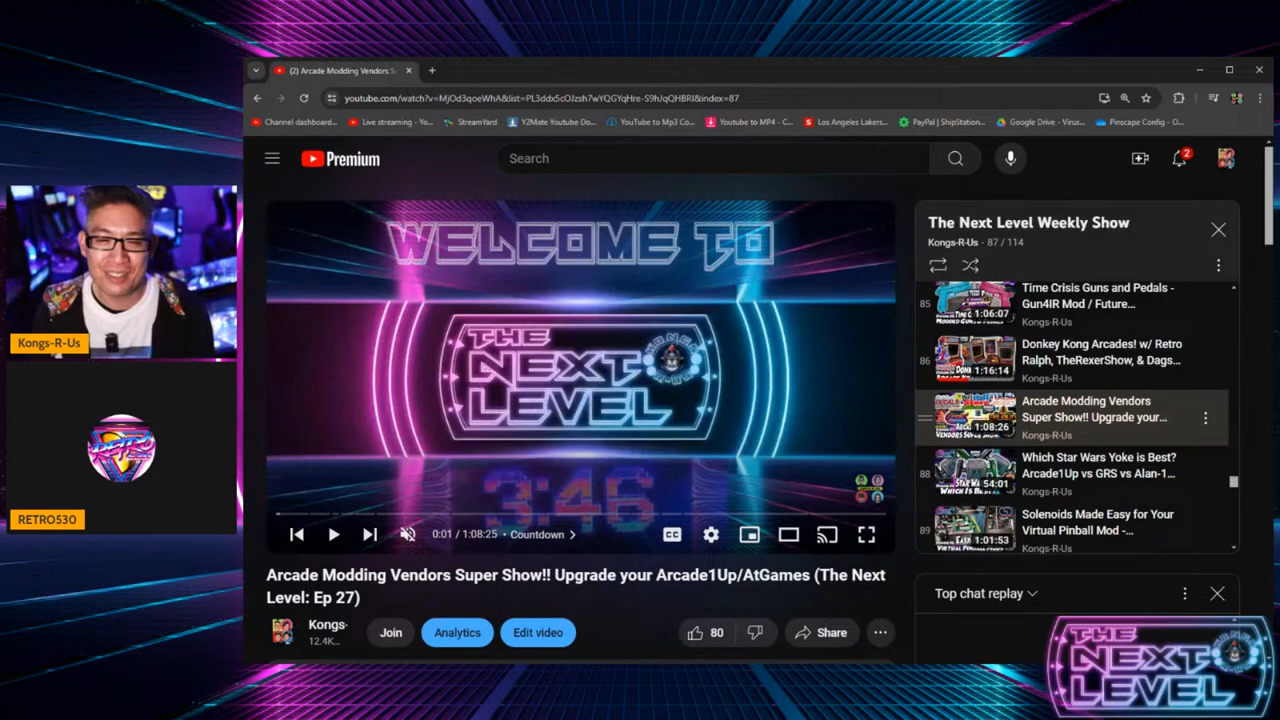 (2) Arcade Modding Vendors S
youtube.com/watch?v=MjOd3qoeWhA&list=PL3ddx5cOJzsh7wYQGYqHre-S9hJqQHBRI&index=87
Channel dashboard...
Live streaming - Yo...
StreamYard
Y2Mate Youtube Do...
YouTube to Mp3 Co...
Youtube to MP4 - C...
Los Angeles Lakers...
PayPal | ShipStation...
Google Drive - Virus...
Pinscape Config - O...
Premium
Search
2
WELCOME TO
THE
NEXT
LEVEL
3:46
0:01 / 1:08:25 • Countdown
CC
Arcade Modding Vendors Super Show!! Upgrade your Arcade1Up/AtGames (The Next
Level: Ep 27)
Kongs-
12.4K...
Join
Analytics
Edit video
80
Share
The Next Level Weekly Show
Kongs-R-Us - 87 / 114
85
1:06:07
Time Crisis Guns and Pedals -
Gun4IR Mod / Future...
Kongs-R-Us
86
1:16:14
Donkey Kong Arcades! w/ Retro
Ralph, TheRexerShow, & Dags...
Kongs-R-Us
1:08:26
Arcade Modding Vendors
Super Show!! Upgrade your...
Kongs-R-Us
88
54:01
Which Star Wars Yoke is Best?
Arcade1Up vs GRS vs Alan-1...
Kongs-R-Us
89
1:01:53
Solenoids Made Easy for Your
Virtual Pinball Mod -...
Kongs-R-Us
Top chat replay
Kongs-R-Us
RETRO
RETRO530
THE
NEXT
LEVEL